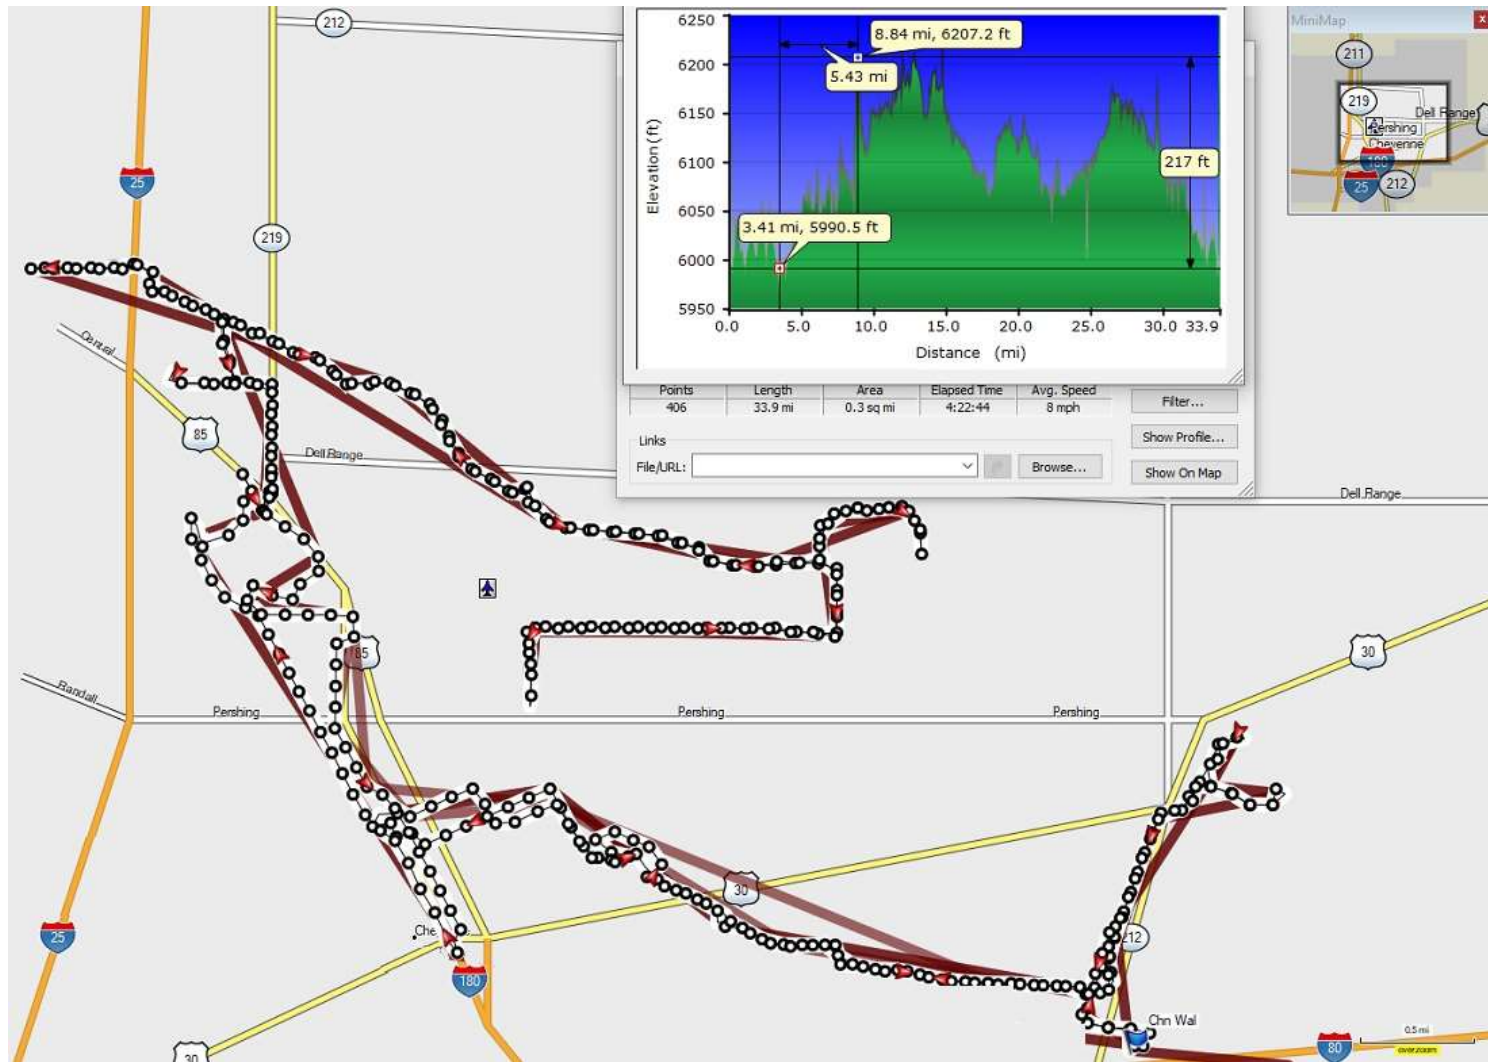 212
6250
6200
6150
6100
6050
6000
5950
Elevation (ft)
8.84 mi, 6207.2 ft
5.43 mi
217 ft
3.41 mi, 5990.5 ft
0.0 5.0 10.0 15.0 20.0 25.0 30.0 33.9
Distance (mi)
MiniMap
x
211
219
Dell Range
Pershing
Cheyenne
180
25
212
25
219
Central
85
Points Length Area Elapsed Time Avg. Speed
406 33.9 mi 0.3 sq mi 4:22:44 8 mph
Filter...
Show Profile...
Show On Map
Links
File/URL:
Browse...
Dell Range
Dell Range
85
30
Randall
Pershing
Pershing
Pershing
30
25
Che
212
180
Chn Wal
30
80
0.5 mi
overzoom